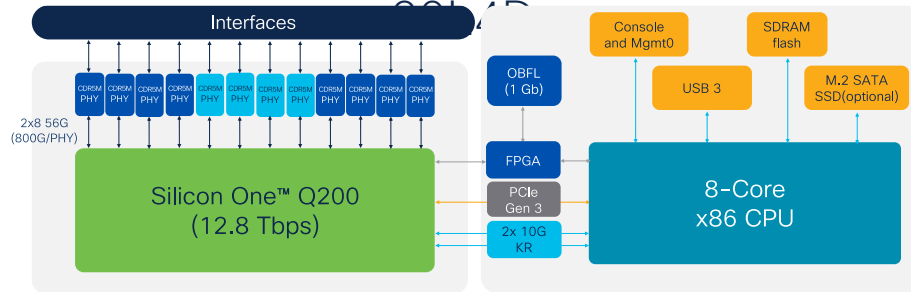 Interfaces
CDR5M
PHY
CDR5M
PHY
CDR5M
PHY
CDR5M
PHY
CDR5M
PHY
CDR5M
PHY
CDR5M
PHY
CDR5M
PHY
CDR5M
PHY
CDR5M
PHY
CDR5M
PHY
CDR5M
PHY
2x8 56G
(800G/PHY)
Silicon One™ Q200
(12.8 Tbps)
OBFL
(1 Gb)
FPGA
PCIe
Gen 3
2x 10G
KR
Console
and Mgmt0
USB 3
SDRAM
flash
M.2 SATA
SSD(optional)
8-Core
x86 CPU